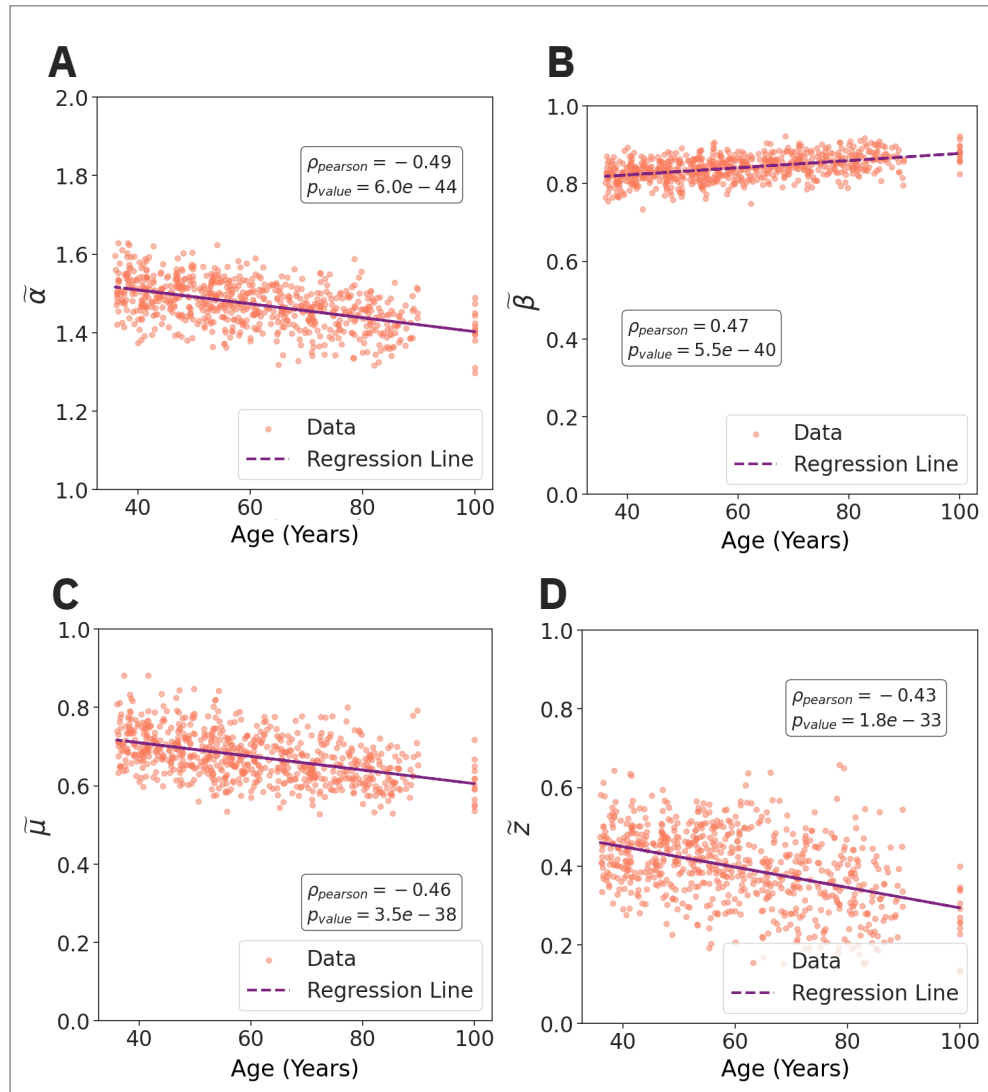 A
2.0
1.8
1.6
1.4
1.2
1.0
α̃
ρpearson = − 0.49
pvalue = 6.0e − 44
Data
Regression Line
40 60 80 100
Age (Years)
B
1.0
0.8
0.6
0.4
0.2
0.0
β̃
ρpearson = 0.47
pvalue = 5.5e − 40
Data
Regression Line
40 60 80 100
Age (Years)
C
1.0
0.8
0.6
0.4
0.2
0.0
μ̃
ρpearson = − 0.46
pvalue = 3.5e − 38
Data
Regression Line
40 60 80 100
Age (Years)
D
1.0
0.8
0.6
0.4
0.2
0.0
z̃
ρpearson = − 0.43
pvalue = 1.8e − 33
Data
Regression Line
40 60 80 100
Age (Years)